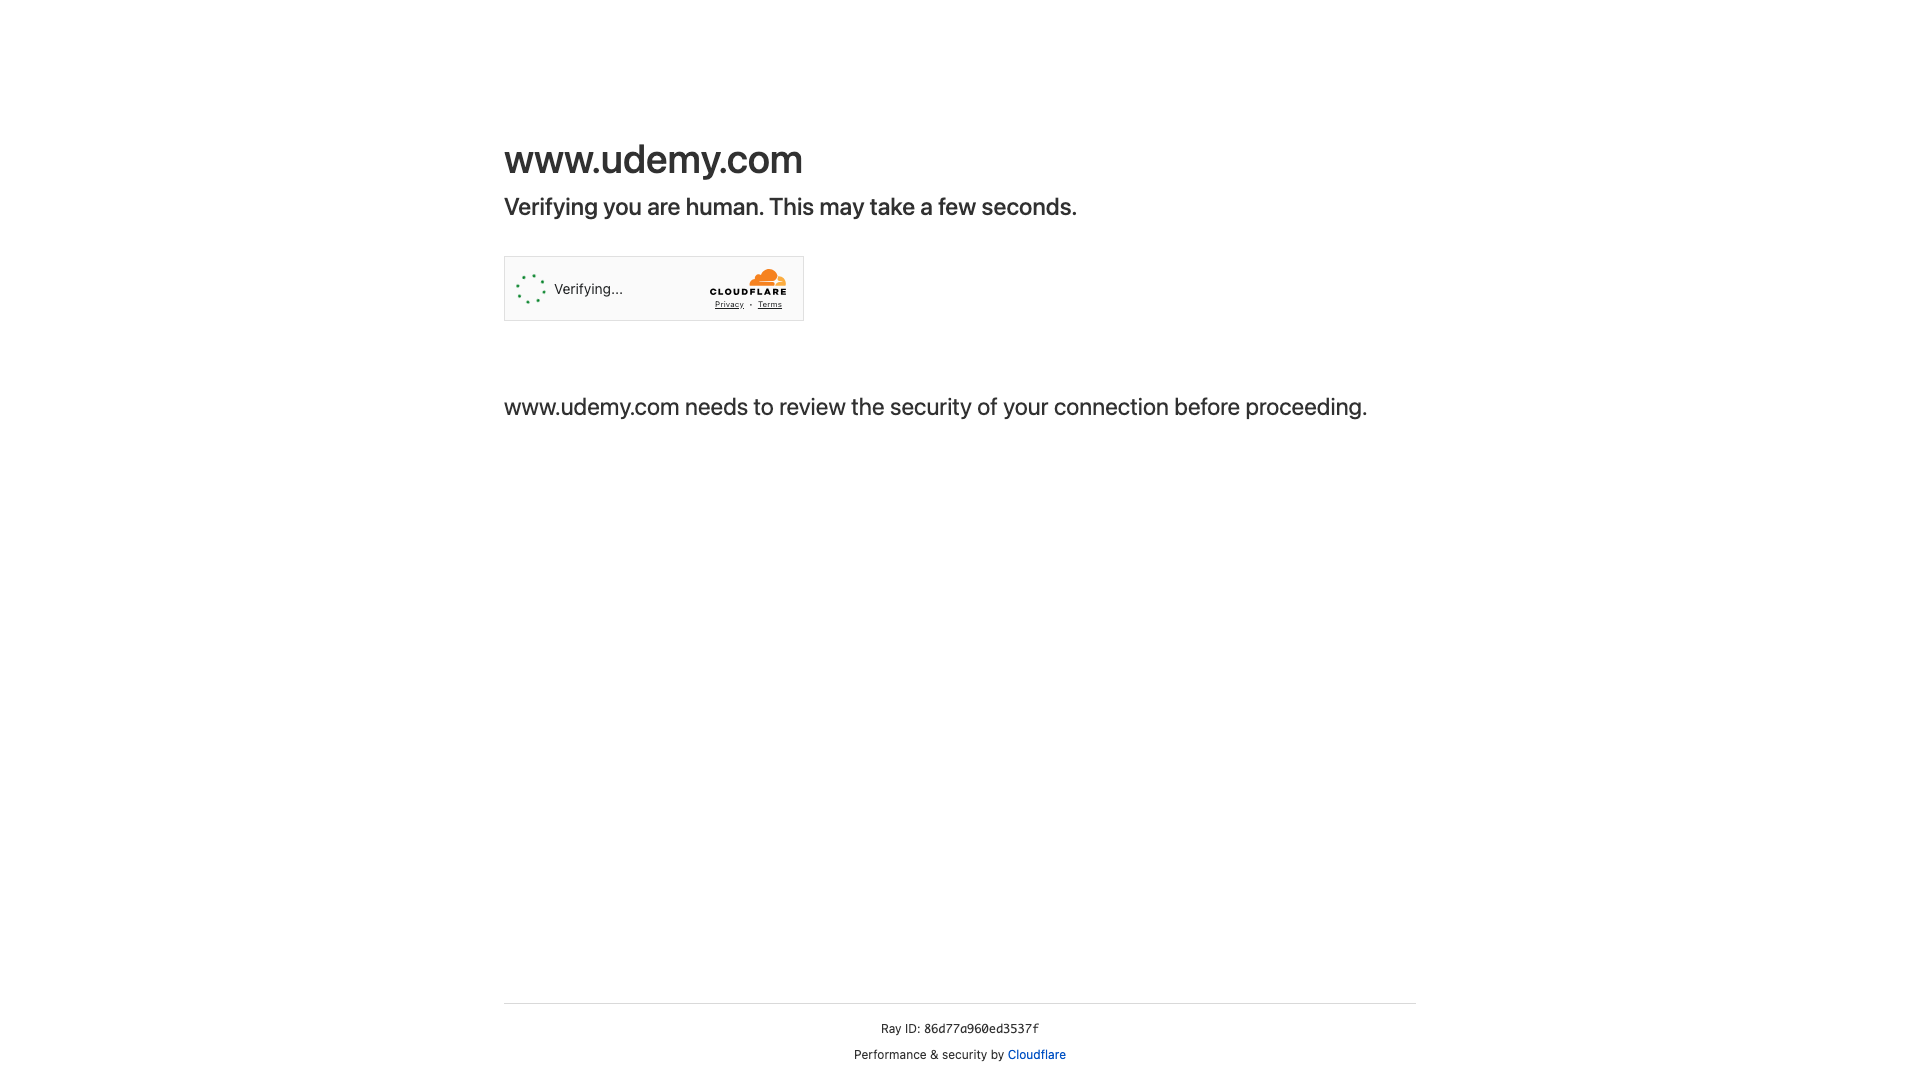 www.udemy.com
Verifying you are human. This may take a few seconds.
Verifying...
CLOUDFLARE
Privacy • Terms
www.udemy.com needs to review the security of your connection before proceeding.
Ray ID: 86d77a960ed3537f
Performance & security by Cloudflare